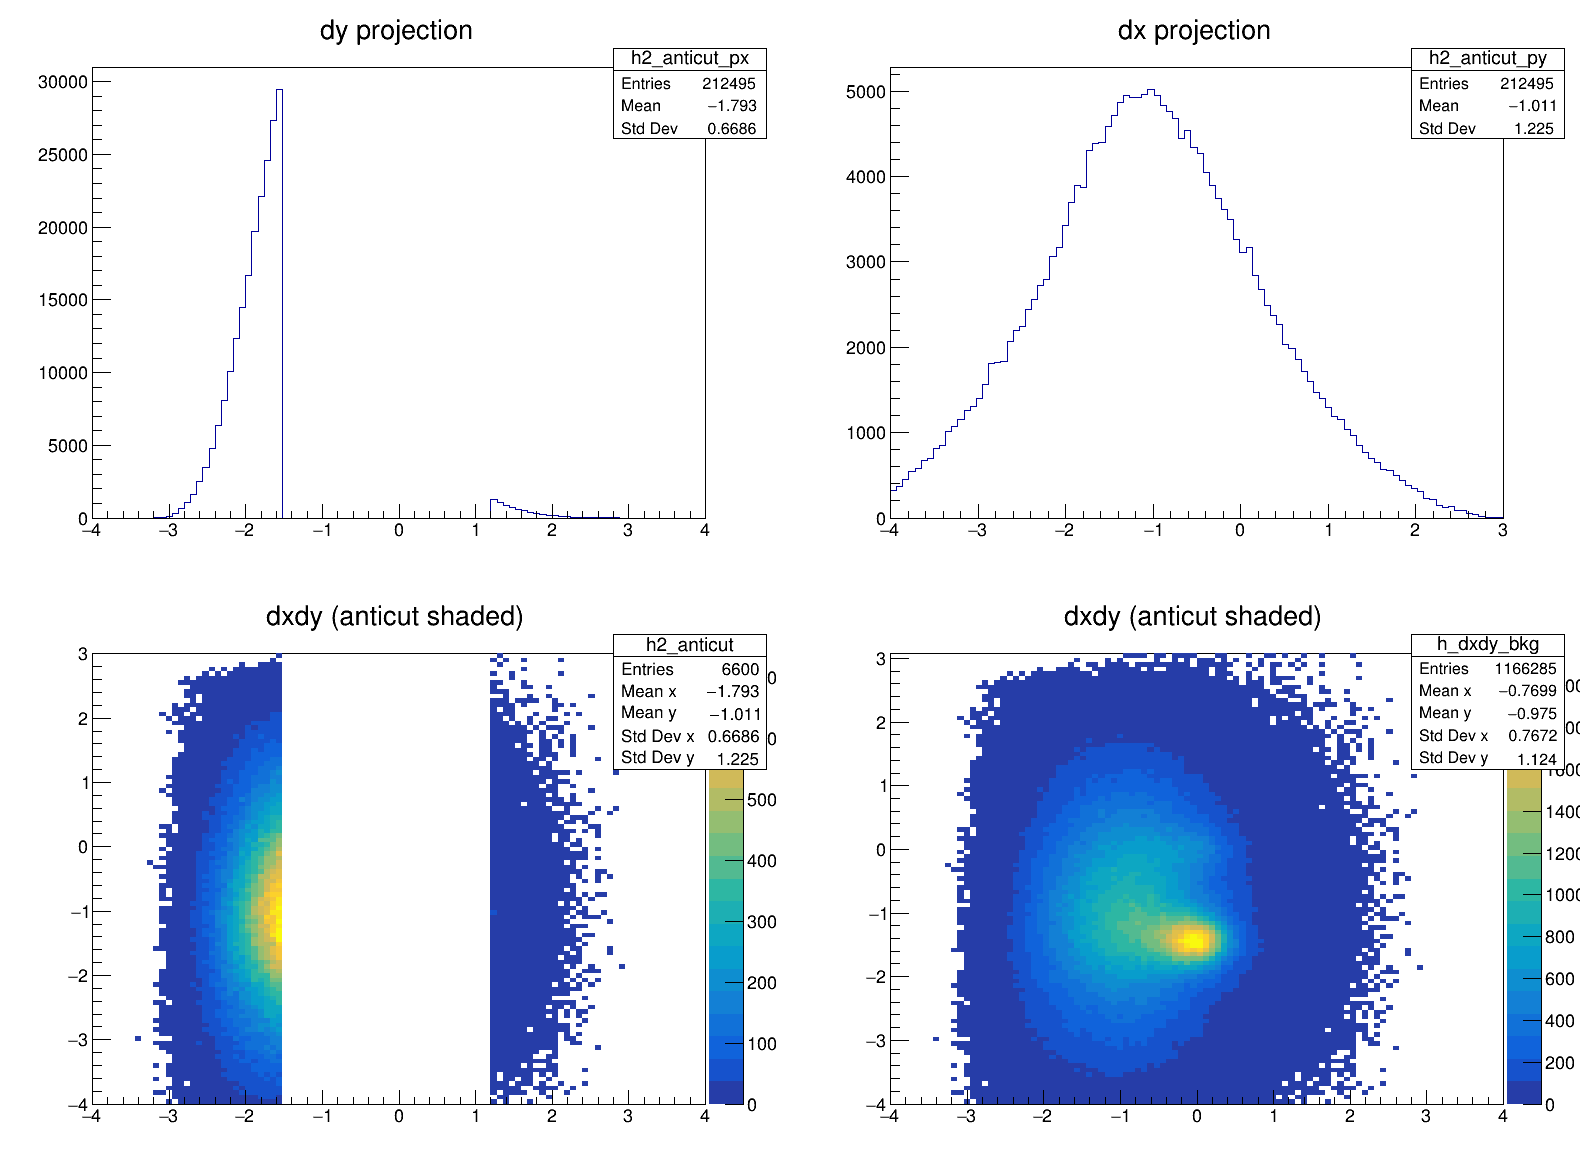 dy projection
h2_anticut_px
Entries 212495
Mean −1.793
Std Dev 0.6686
30000
25000
20000
15000
10000
5000
0
−4 −3 −2 −1 0 1 2 3 4
dx projection
h2_anticut_py
Entries 212495
Mean −1.011
Std Dev 1.225
5000
4000
3000
2000
1000
0
−4 −3 −2 −1 0 1 2 3
dxdy (anticut shaded)
h2_anticut
Entries 6600
Mean x −1.793
Mean y −1.011
Std Dev x 0.6686
Std Dev y 1.225
3
2
1
0
−1
−2
−3
−4
−4 −3 −2 −1 0 1 2 3 4
0
0
500
400
300
200
100
0
dxdy (anticut shaded)
h_dxdy_bkg
Entries 1166285
Mean x −0.7699
Mean y −0.975
Std Dev x 0.7672
Std Dev y 1.124
3
2
1
0
−1
−2
−3
−4
−4 −3 −2 −1 0 1 2 3 4
1400
1200
1000
800
600
400
200
0